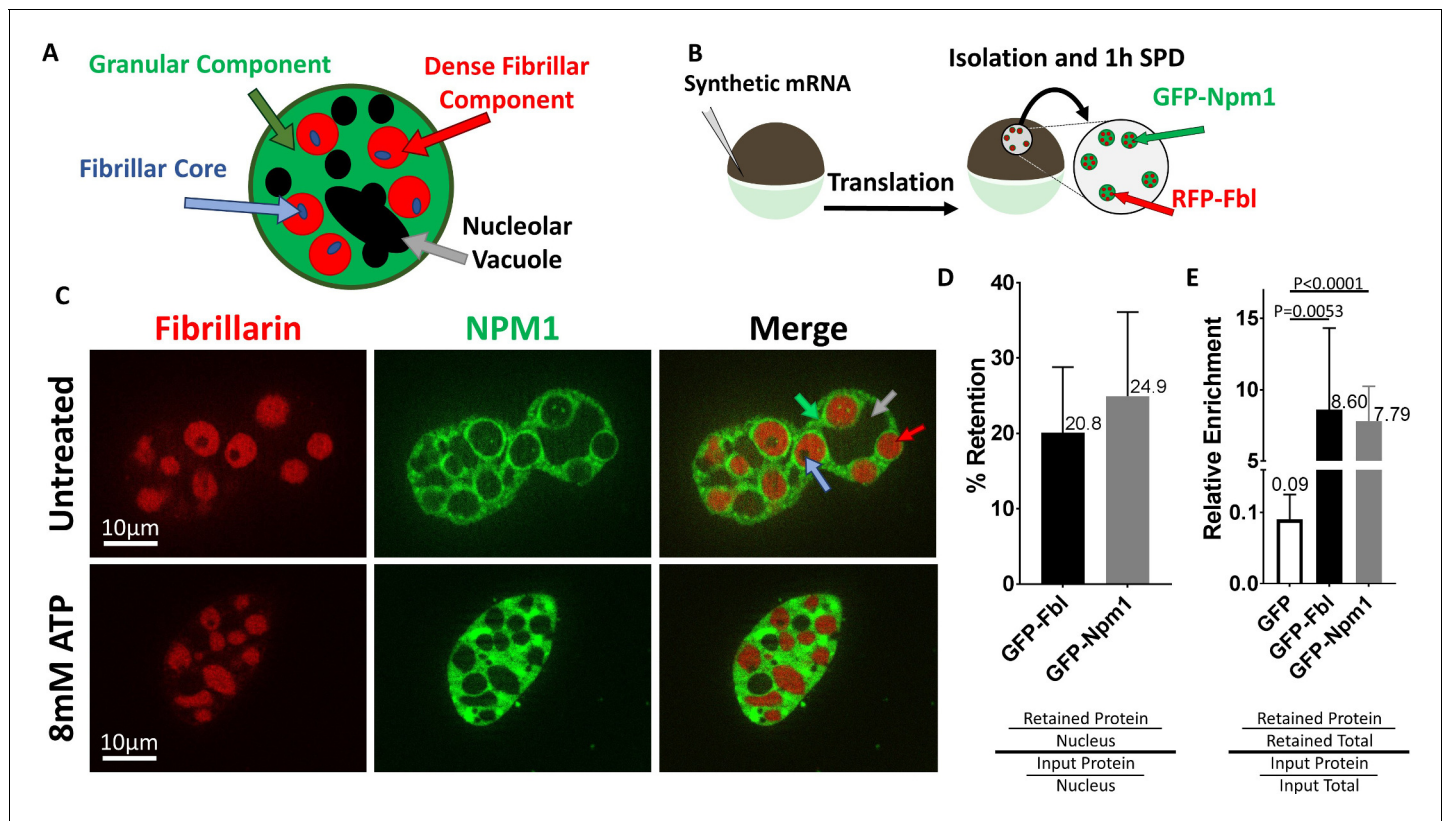 A
Granular Component
Dense Fibrillar
Component
Fibrillar Core
Nucleolar
Vacuole
B
Synthetic mRNA
Isolation and 1h SPD
GFP-Npm1
Translation
RFP-Fbl
C
Fibrillarin
NPM1
Merge
Untreated
10µm
8mM ATP
10µm
D
% Retention
40
30
20
10
0
20.8
24.9
GFP-Fbl
GFP-Npm1
Retained Protein
Nucleus
Input Protein
Nucleus
E
P<0.0001
P=0.0053
Relative Enrichment
15
10
5
0.1
0.0
0.09
8.60
7.79
GFP
GFP-Fbl
GFP-Npm1
Retained Protein
Retained Total
Input Protein
Input Total